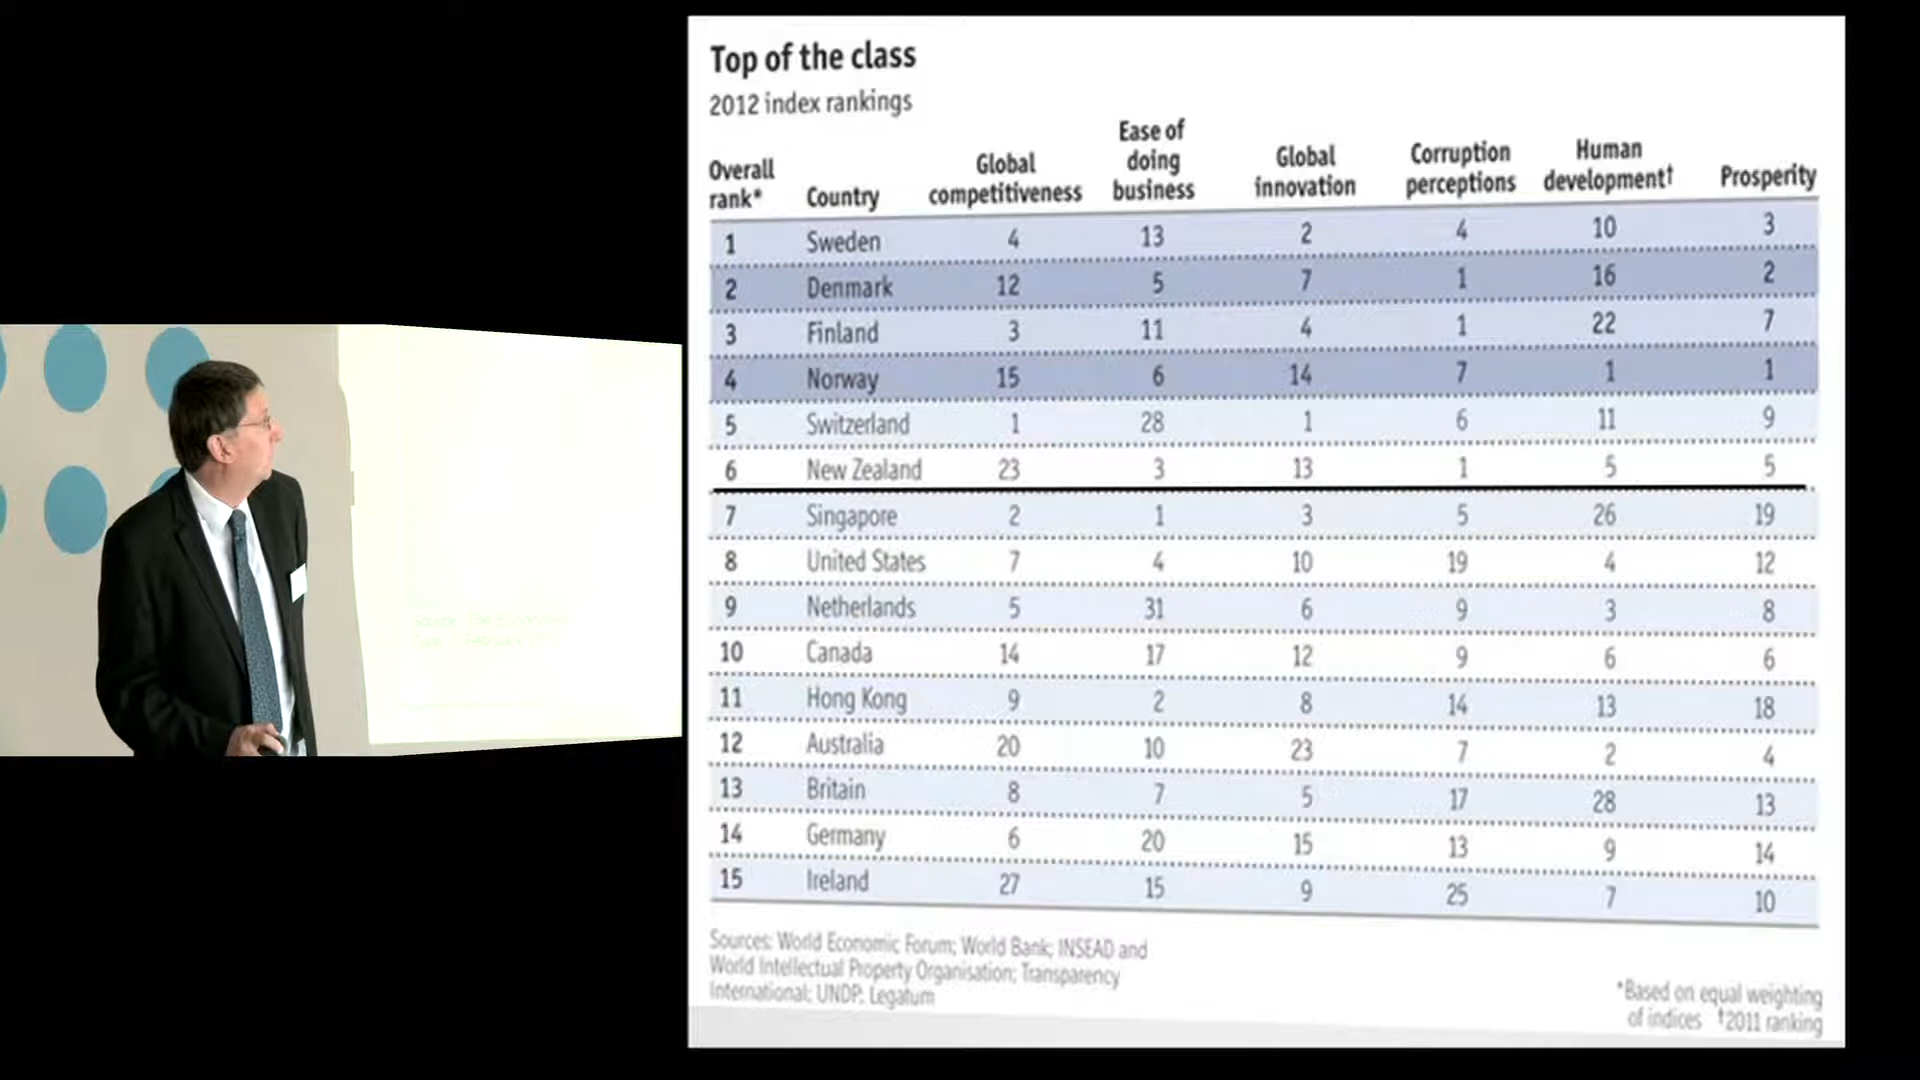 Top of the class
2012 index rankings
Overall rank* Country Global competitiveness Ease of doing business Global innovation Corruption perceptions Human development† Prosperity
1 Sweden 4 13 2 4 10 3
2 Denmark 12 5 7 1 16 2
3 Finland 3 11 4 1 22 7
4 Norway 15 6 14 7 1 1
5 Switzerland 1 28 1 6 11 9
6 New Zealand 23 3 13 1 5 5
7 Singapore 2 1 3 5 26 19
8 United States 7 4 10 19 4 12
9 Netherlands 5 31 6 9 3 8
10 Canada 14 17 12 9 6 6
11 Hong Kong 9 2 8 14 13 18
12 Australia 20 10 23 7 2 4
13 Britain 8 7 5 17 28 13
14 Germany 6 20 15 13 9 14
15 Ireland 27 15 9 25 7 10
Sources: World Economic Forum; World Bank; INSEAD and
World Intellectual Property Organisation; Transparency
International; UNDP; Legatum
*Based on equal weighting
of indices †2011 ranking